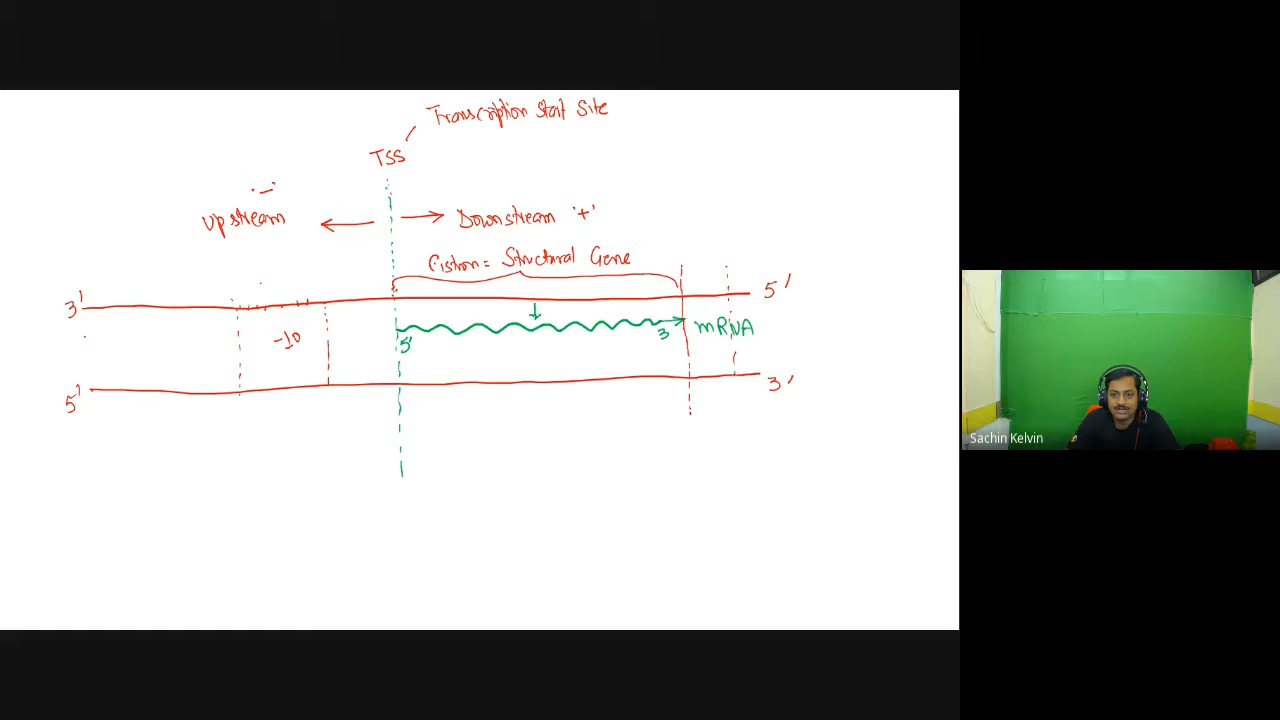 Transcription Start Site
TSS
'-'
Upstream
Downstream '+'
Cistron = Structural Gene
3'
5'
-10
5'
3'
mRNA
5'
3'
Sachin Kelvin